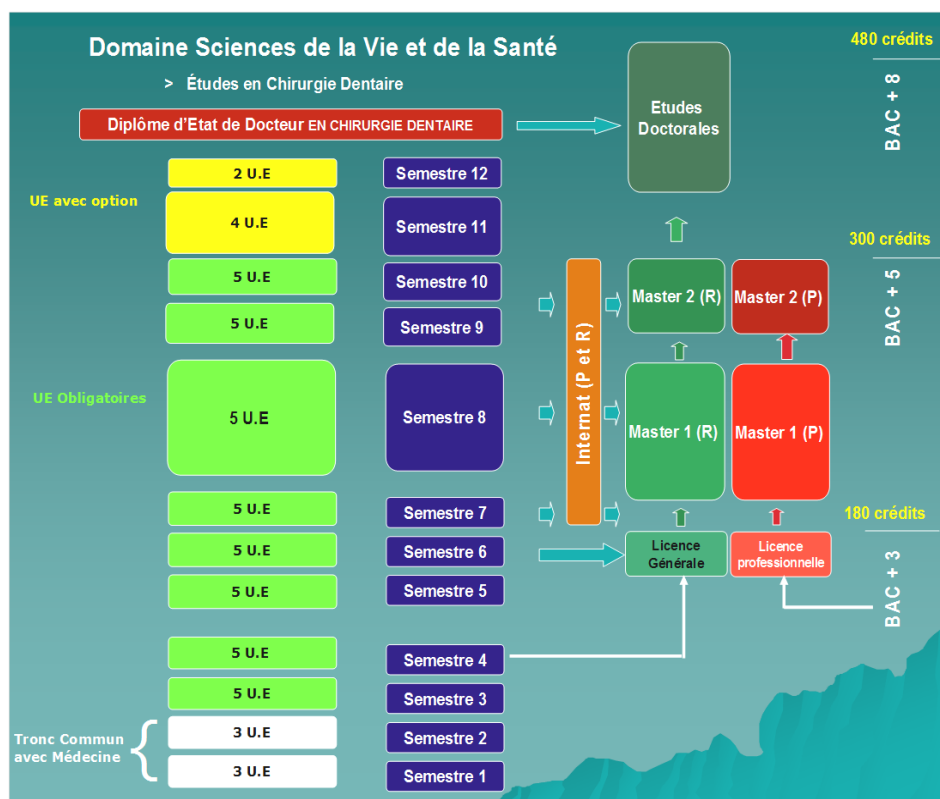 Domaine Sciences de la Vie et de la Santé
> Études en Chirurgie Dentaire
Diplôme d'Etat de Docteur EN CHIRURGIE DENTAIRE
Etudes
Doctorales
480 crédits
BAC + 8
2 U.E
Semestre 12
UE avec option
4 U.E
Semestre 11
300 crédits
5 U.E
Semestre 10
5 U.E
Semestre 9
Internat (P et R)
Master 2 (R)
Master 2 (P)
BAC + 5
UE Obligatoires
5 U.E
Semestre 8
Master 1 (R)
Master 1 (P)
5 U.E
Semestre 7
180 crédits
5 U.E
Semestre 6
Licence
Générale
Licence
professionnelle
BAC + 3
5 U.E
Semestre 5
5 U.E
Semestre 4
5 U.E
Semestre 3
Tronc Commun
avec Médecine
3 U.E
Semestre 2
3 U.E
Semestre 1